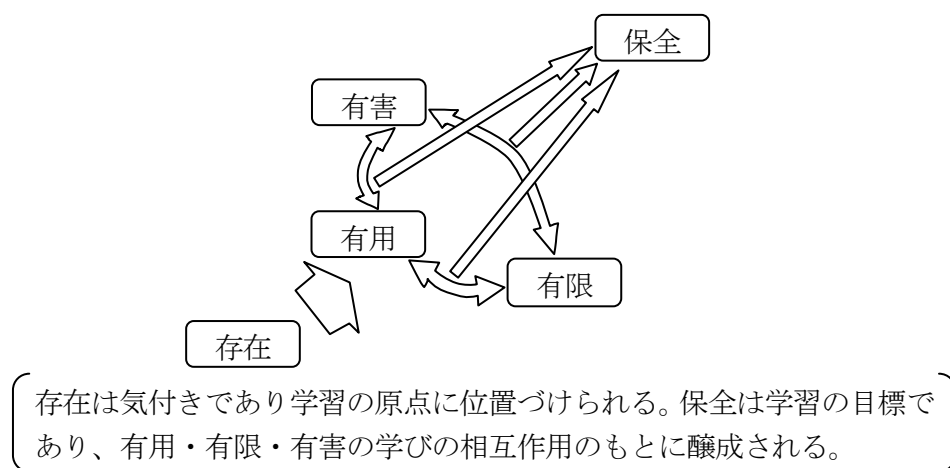 保全
有害
有用
有限
存在
存在は気付きであり学習の原点に位置づけられる。保全は学習の目標で
あり、有用・有限・有害の学びの相互作用のもとに醸成される。